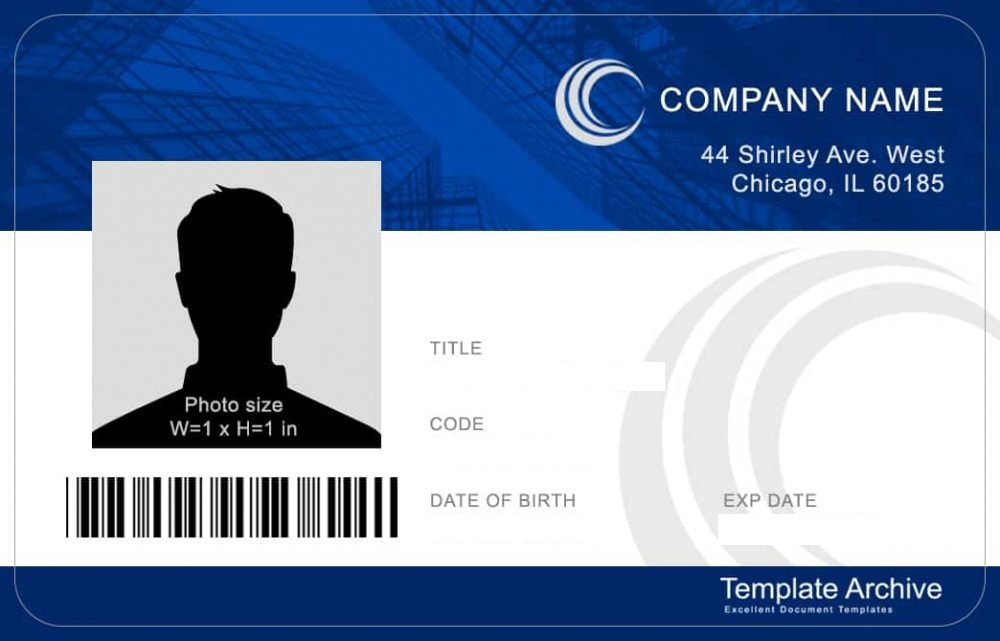 COMPANY NAME
44 Shirley Ave. West
Chicago, IL 60185
Photo size
W=1 x H=1 in
TITLE
CODE
DATE OF BIRTH
EXP DATE
Template Archive
Excellent Document Templates